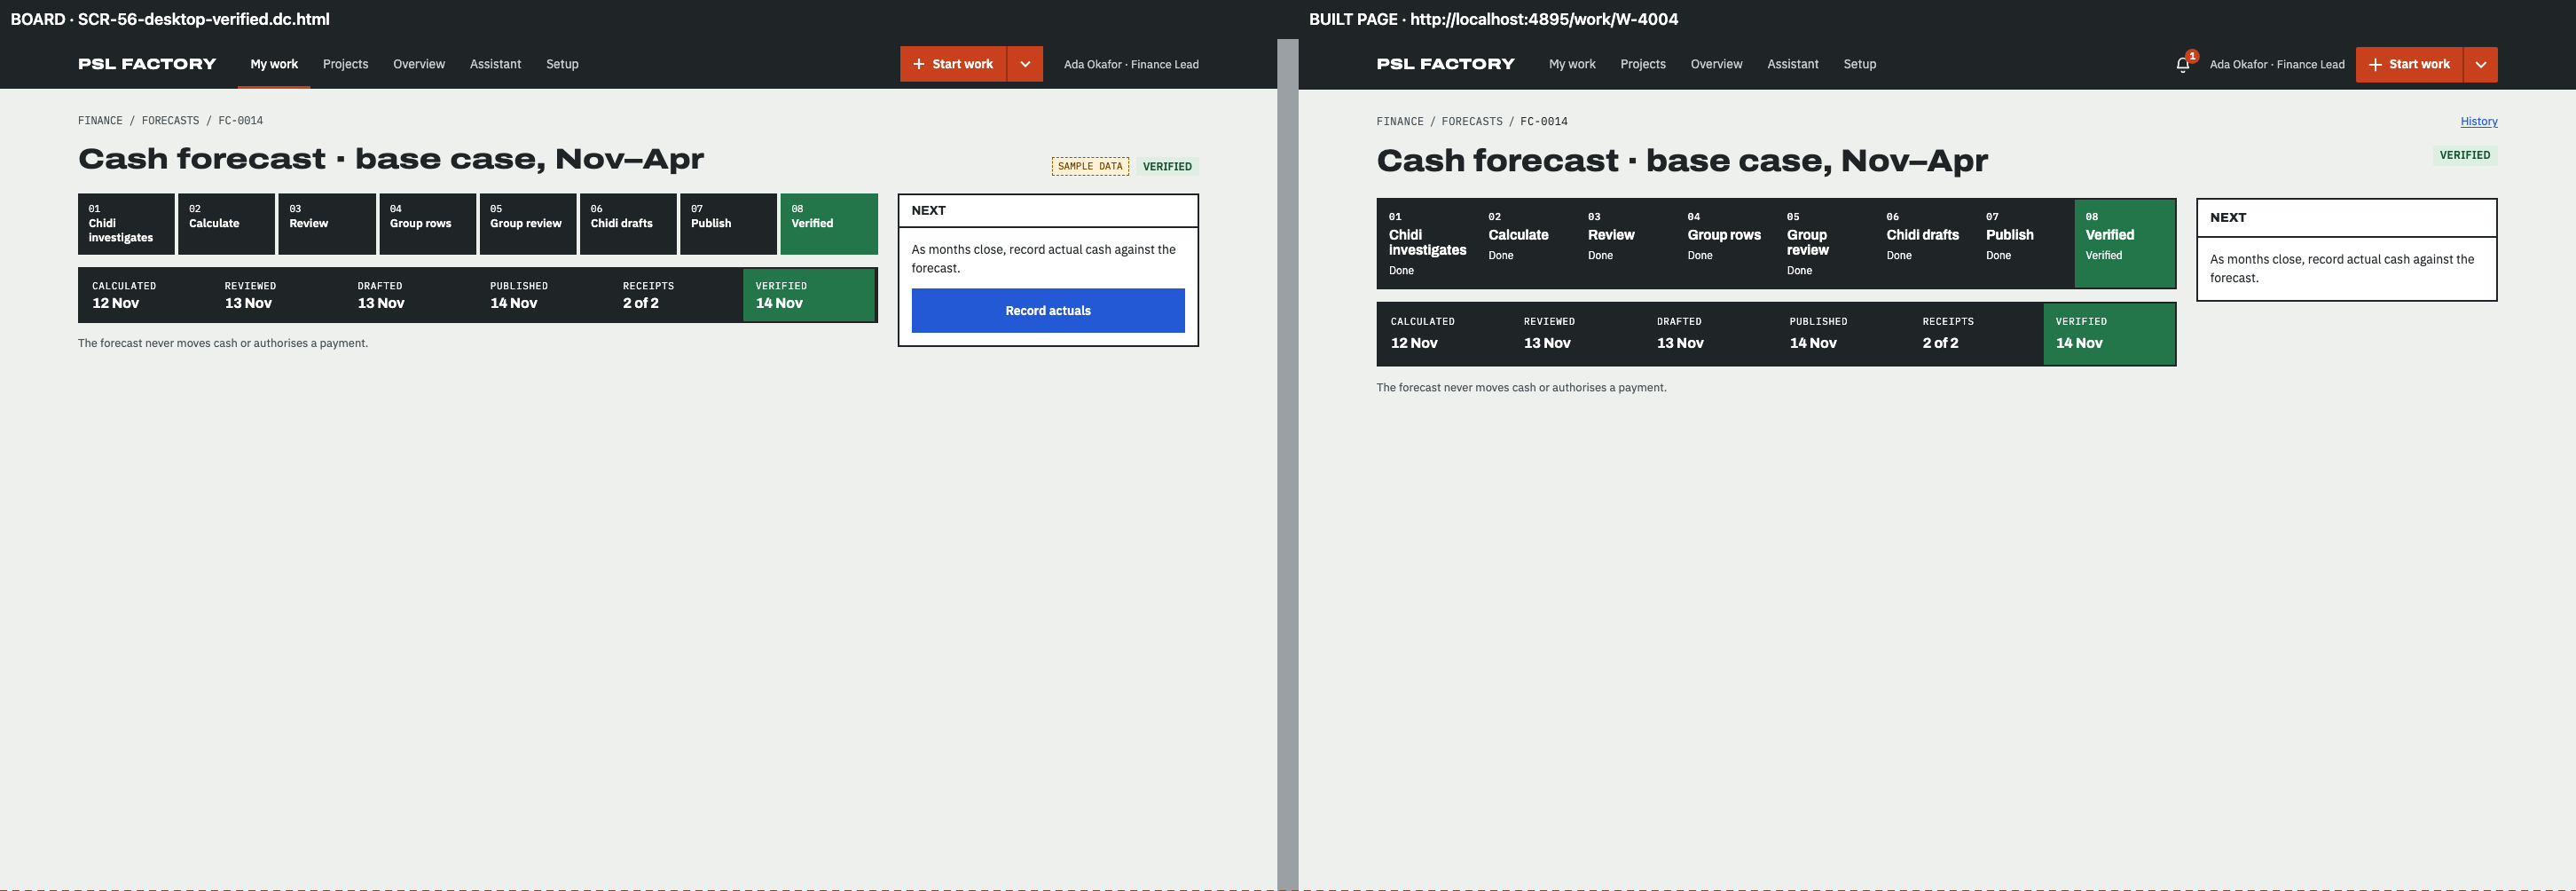 BOARD · SCR-56-desktop-verified.dc.html
PSL FACTORY My work Projects Overview Assistant Setup + Start work Ada Okafor · Finance Lead
FINANCE / FORECASTS / FC-0014
Cash forecast · base case, Nov–Apr
SAMPLE DATA VERIFIED
01 Chidi investigates
02 Calculate
03 Review
04 Group rows
05 Group review
06 Chidi drafts
07 Publish
08 Verified
CALCULATED 12 Nov
REVIEWED 13 Nov
DRAFTED 13 Nov
PUBLISHED 14 Nov
RECEIPTS 2 of 2
VERIFIED 14 Nov
The forecast never moves cash or authorises a payment.
NEXT
As months close, record actual cash against the
forecast.
Record actuals
BUILT PAGE · http://localhost:4895/work/W-4004
PSL FACTORY My work Projects Overview Assistant Setup 1 Ada Okafor · Finance Lead + Start work
FINANCE / FORECASTS / FC-0014
History
Cash forecast · base case, Nov–Apr
VERIFIED
01 Chidi investigates Done
02 Calculate Done
03 Review Done
04 Group rows Done
05 Group review Done
06 Chidi drafts Done
07 Publish Done
08 Verified Verified
CALCULATED 12 Nov
REVIEWED 13 Nov
DRAFTED 13 Nov
PUBLISHED 14 Nov
RECEIPTS 2 of 2
VERIFIED 14 Nov
The forecast never moves cash or authorises a payment.
NEXT
As months close, record actual cash against the
forecast.